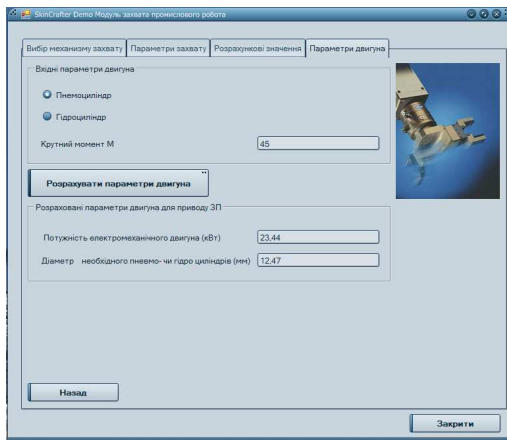 SkinCrafter Demo Модуль захвата промислового робота
Вибір механизму захвату Параметри захвату Розрахункові значення Параметри двигуна
Вхідні параметри двигуна
Пнемоциліндр
Гідроциліндр
Крутний момент М 45
Розрахувати параметри двигуна
Розраховані параметри двигуна для приводу ЗП
Потужність електромеханічного двигуна (кВт) 23,44
Діаметр необхідного пневмо- чи гідро циліндрів (мм) 12,47
Назад
Закрити